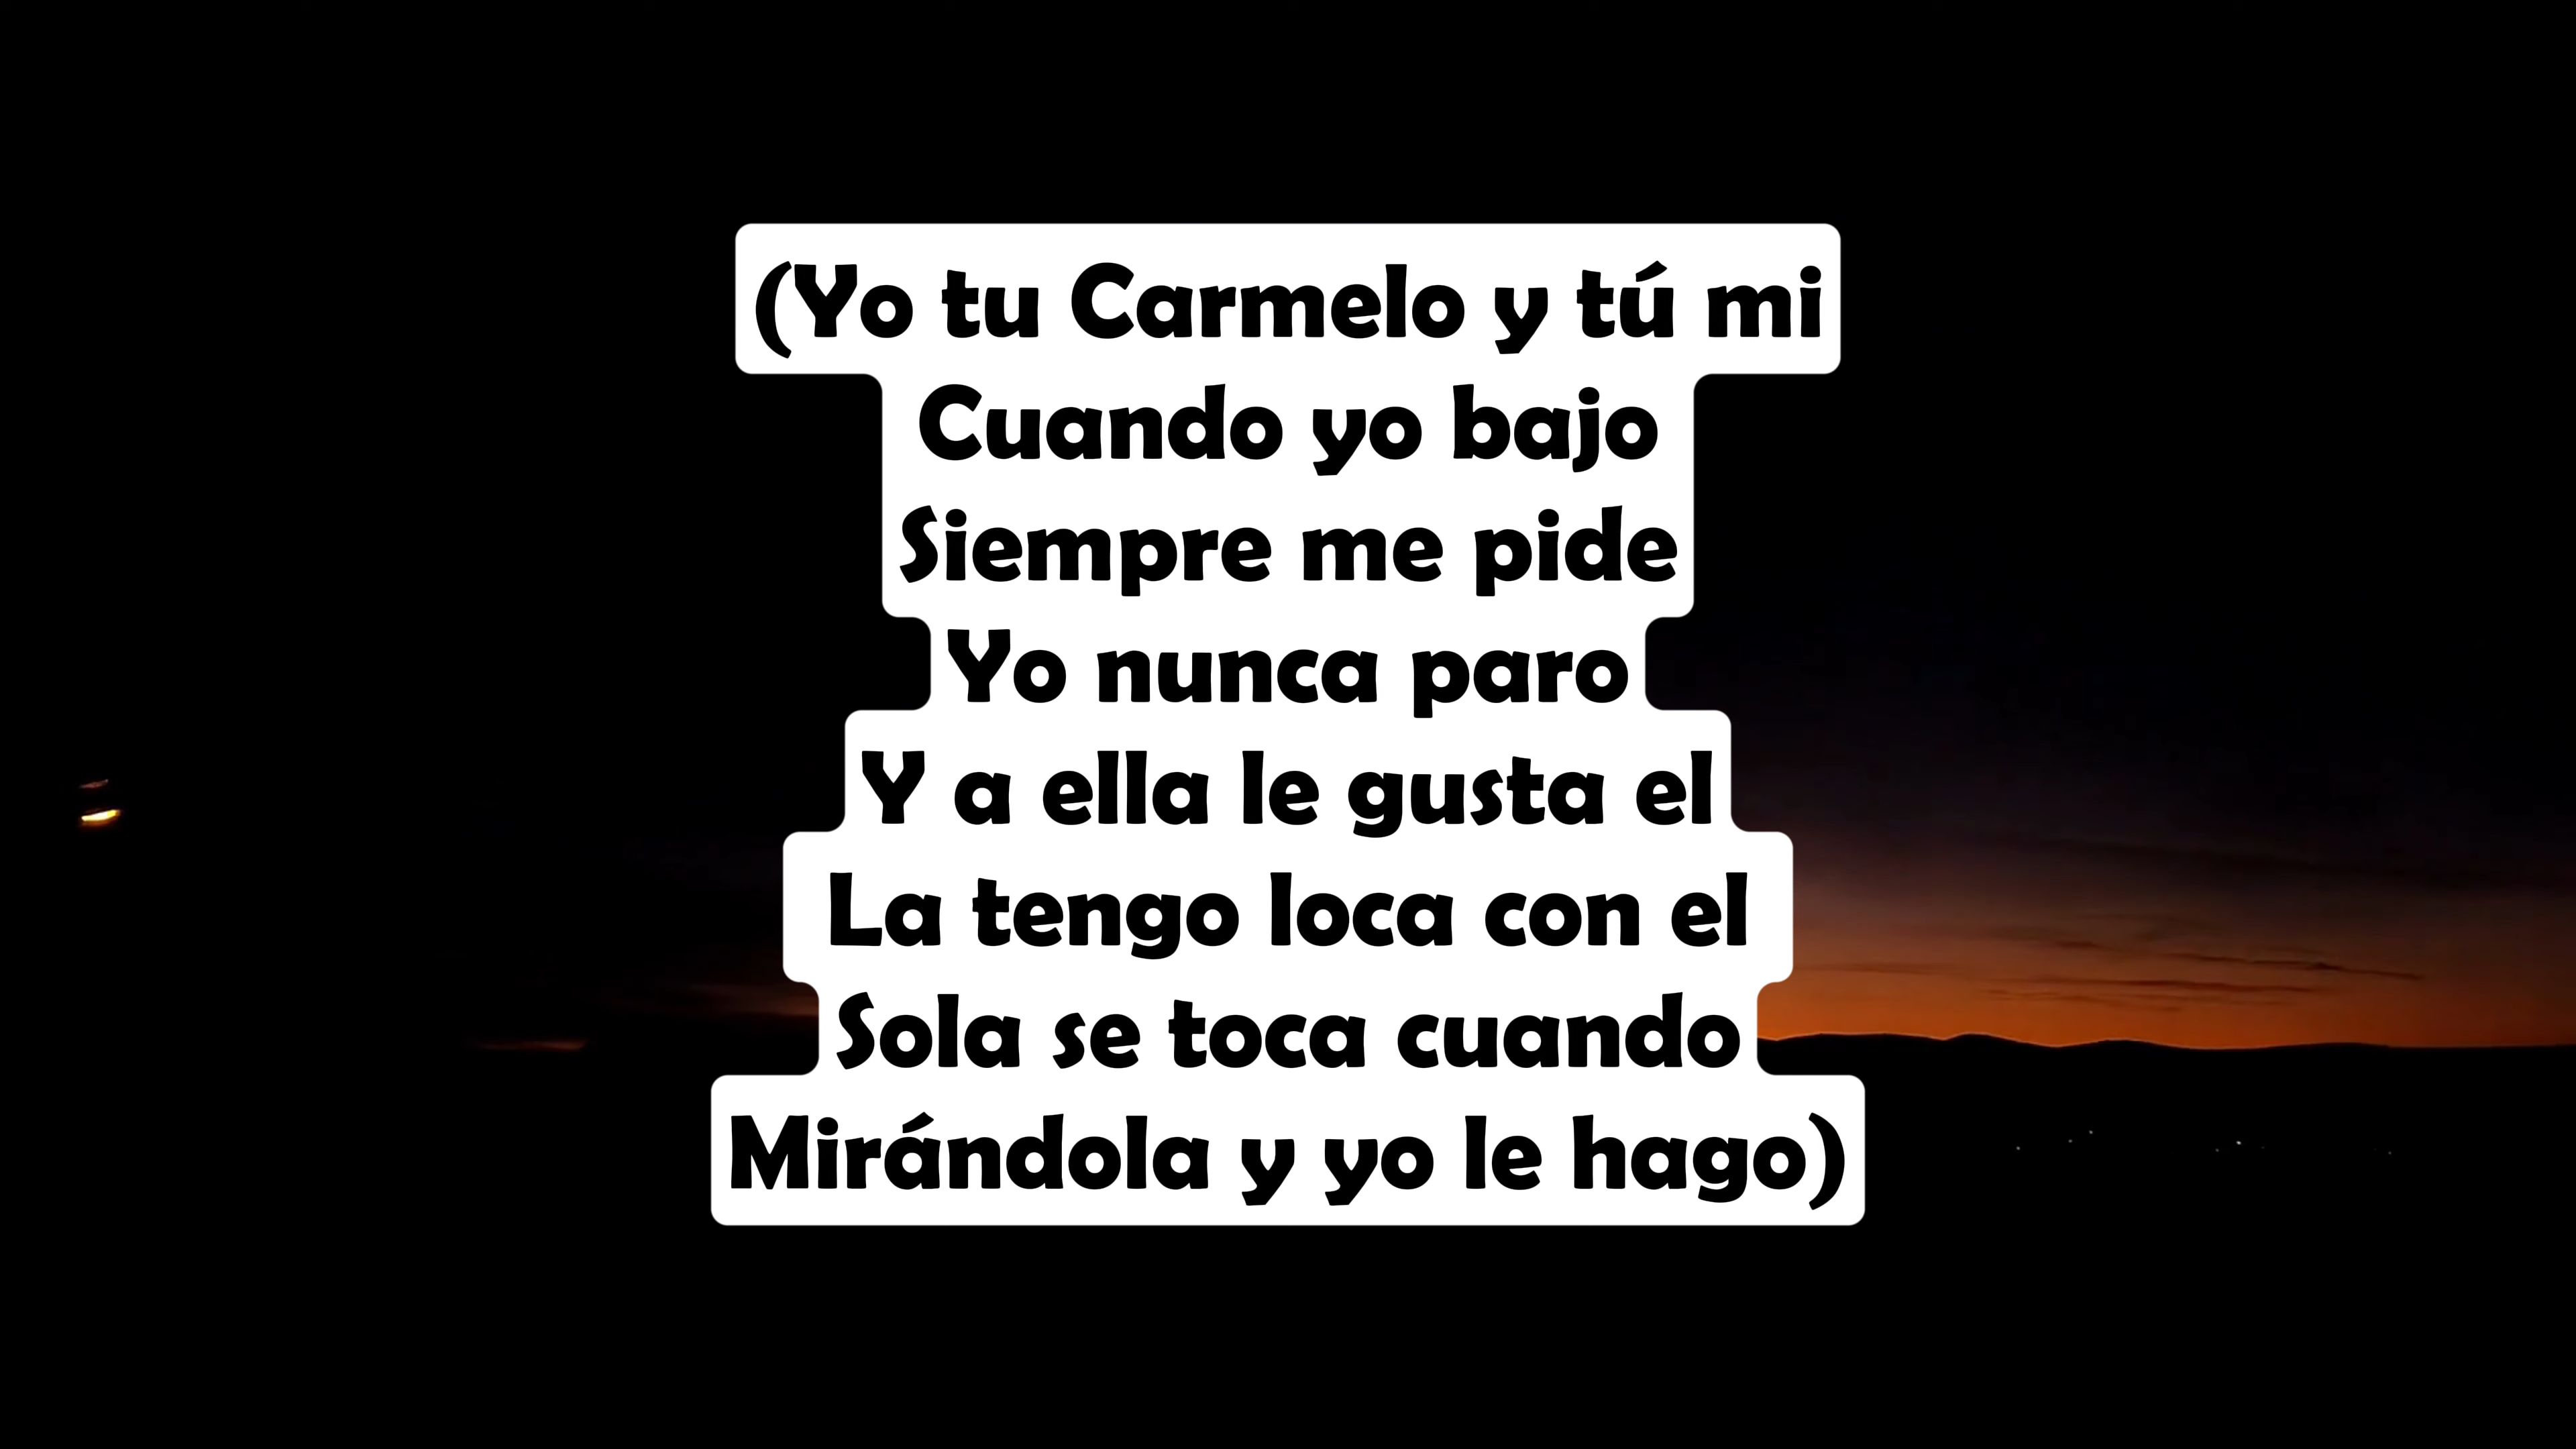 (Yo tu Carmelo y tú mi
Cuando yo bajo
Siempre me pide
Yo nunca paro
Y a ella le gusta el
La tengo loca con el
Sola se toca cuando
Mirándola y yo le hago)